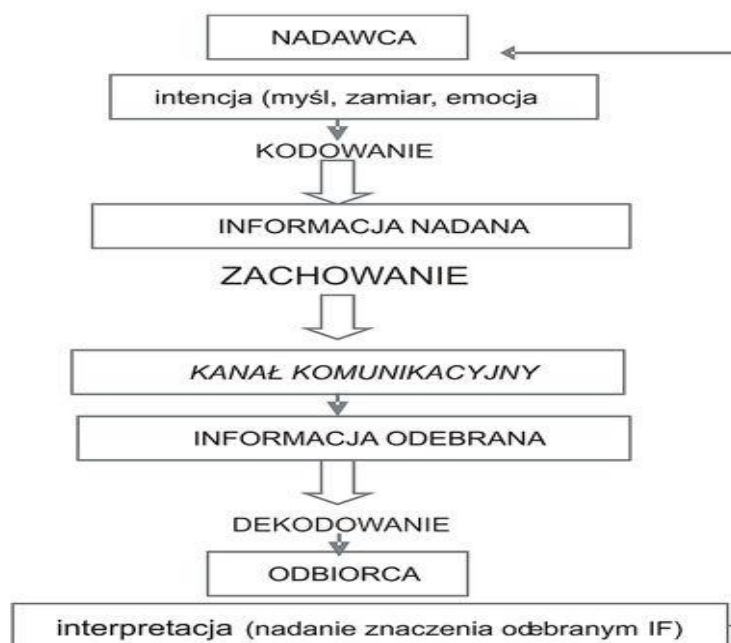 NADAWCA
intencja (myśl, zamiar, emocja
KODOWANIE
INFORMACJA NADANA
ZACHOWANIE
KANAŁ KOMUNIKACYJNY
INFORMACJA ODEBRANA
DEKODOWANIE
ODBIORCA
interpretacja (nadanie znaczenia odebranym IF)